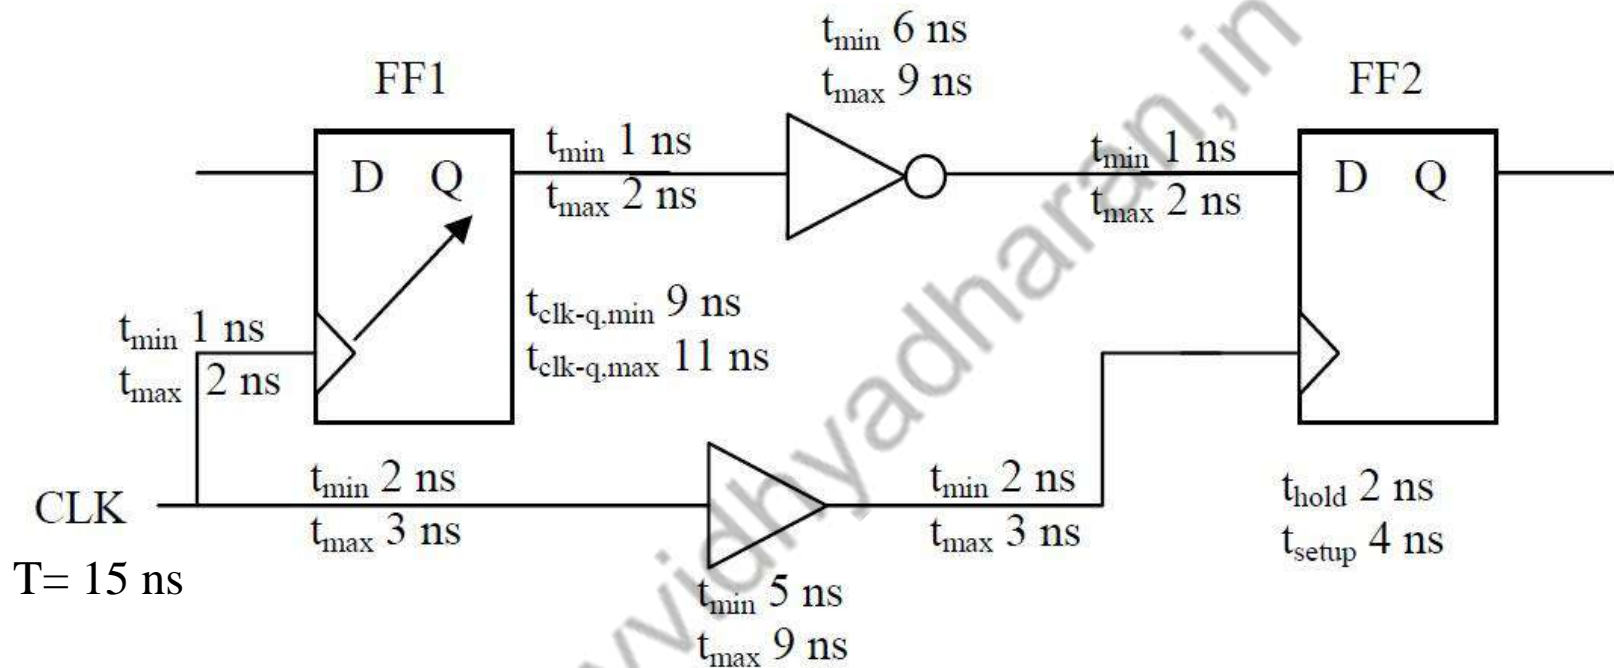 t_min 6 ns
t_max 9 ns
FF1
FF2
t_min 1 ns
t_max 2 ns
t_min 1 ns
t_max 2 ns
D Q
D Q
t_clk-q,min 9 ns
t_clk-q,max 11 ns
t_min 1 ns
t_max 2 ns
t_min 2 ns
t_max 3 ns
t_min 2 ns
t_max 3 ns
t_hold 2 ns
t_setup 4 ns
CLK
T= 15 ns
t_min 5 ns
t_max 9 ns
vidhyadharan,in